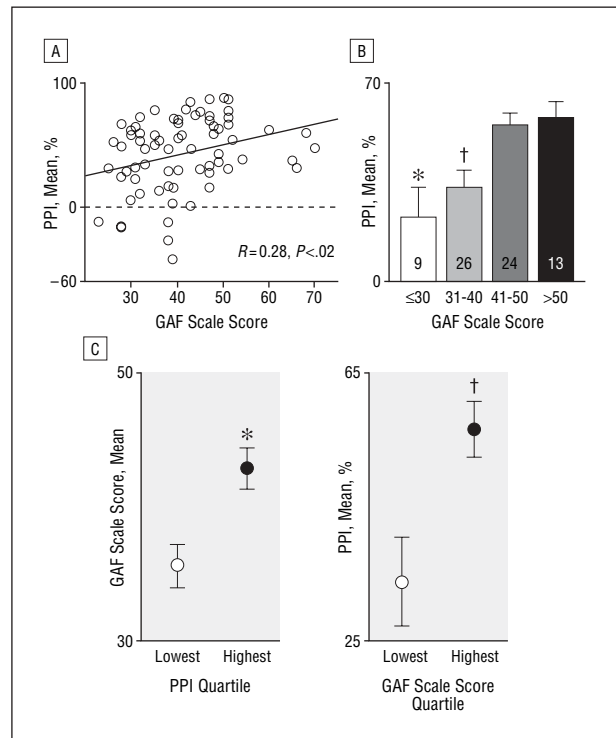 A
100
0
−60
PPI, Mean, %
30
40
50
60
70
GAF Scale Score
R=0.28, P<.02
B
70
0
PPI, Mean, %
*
†
9
26
24
13
≤30
31-40
41-50
>50
GAF Scale Score
C
50
30
GAF Scale Score, Mean
*
Lowest
Highest
PPI Quartile
65
25
PPI, Mean, %
†
Lowest
Highest
GAF Scale Score
Quartile